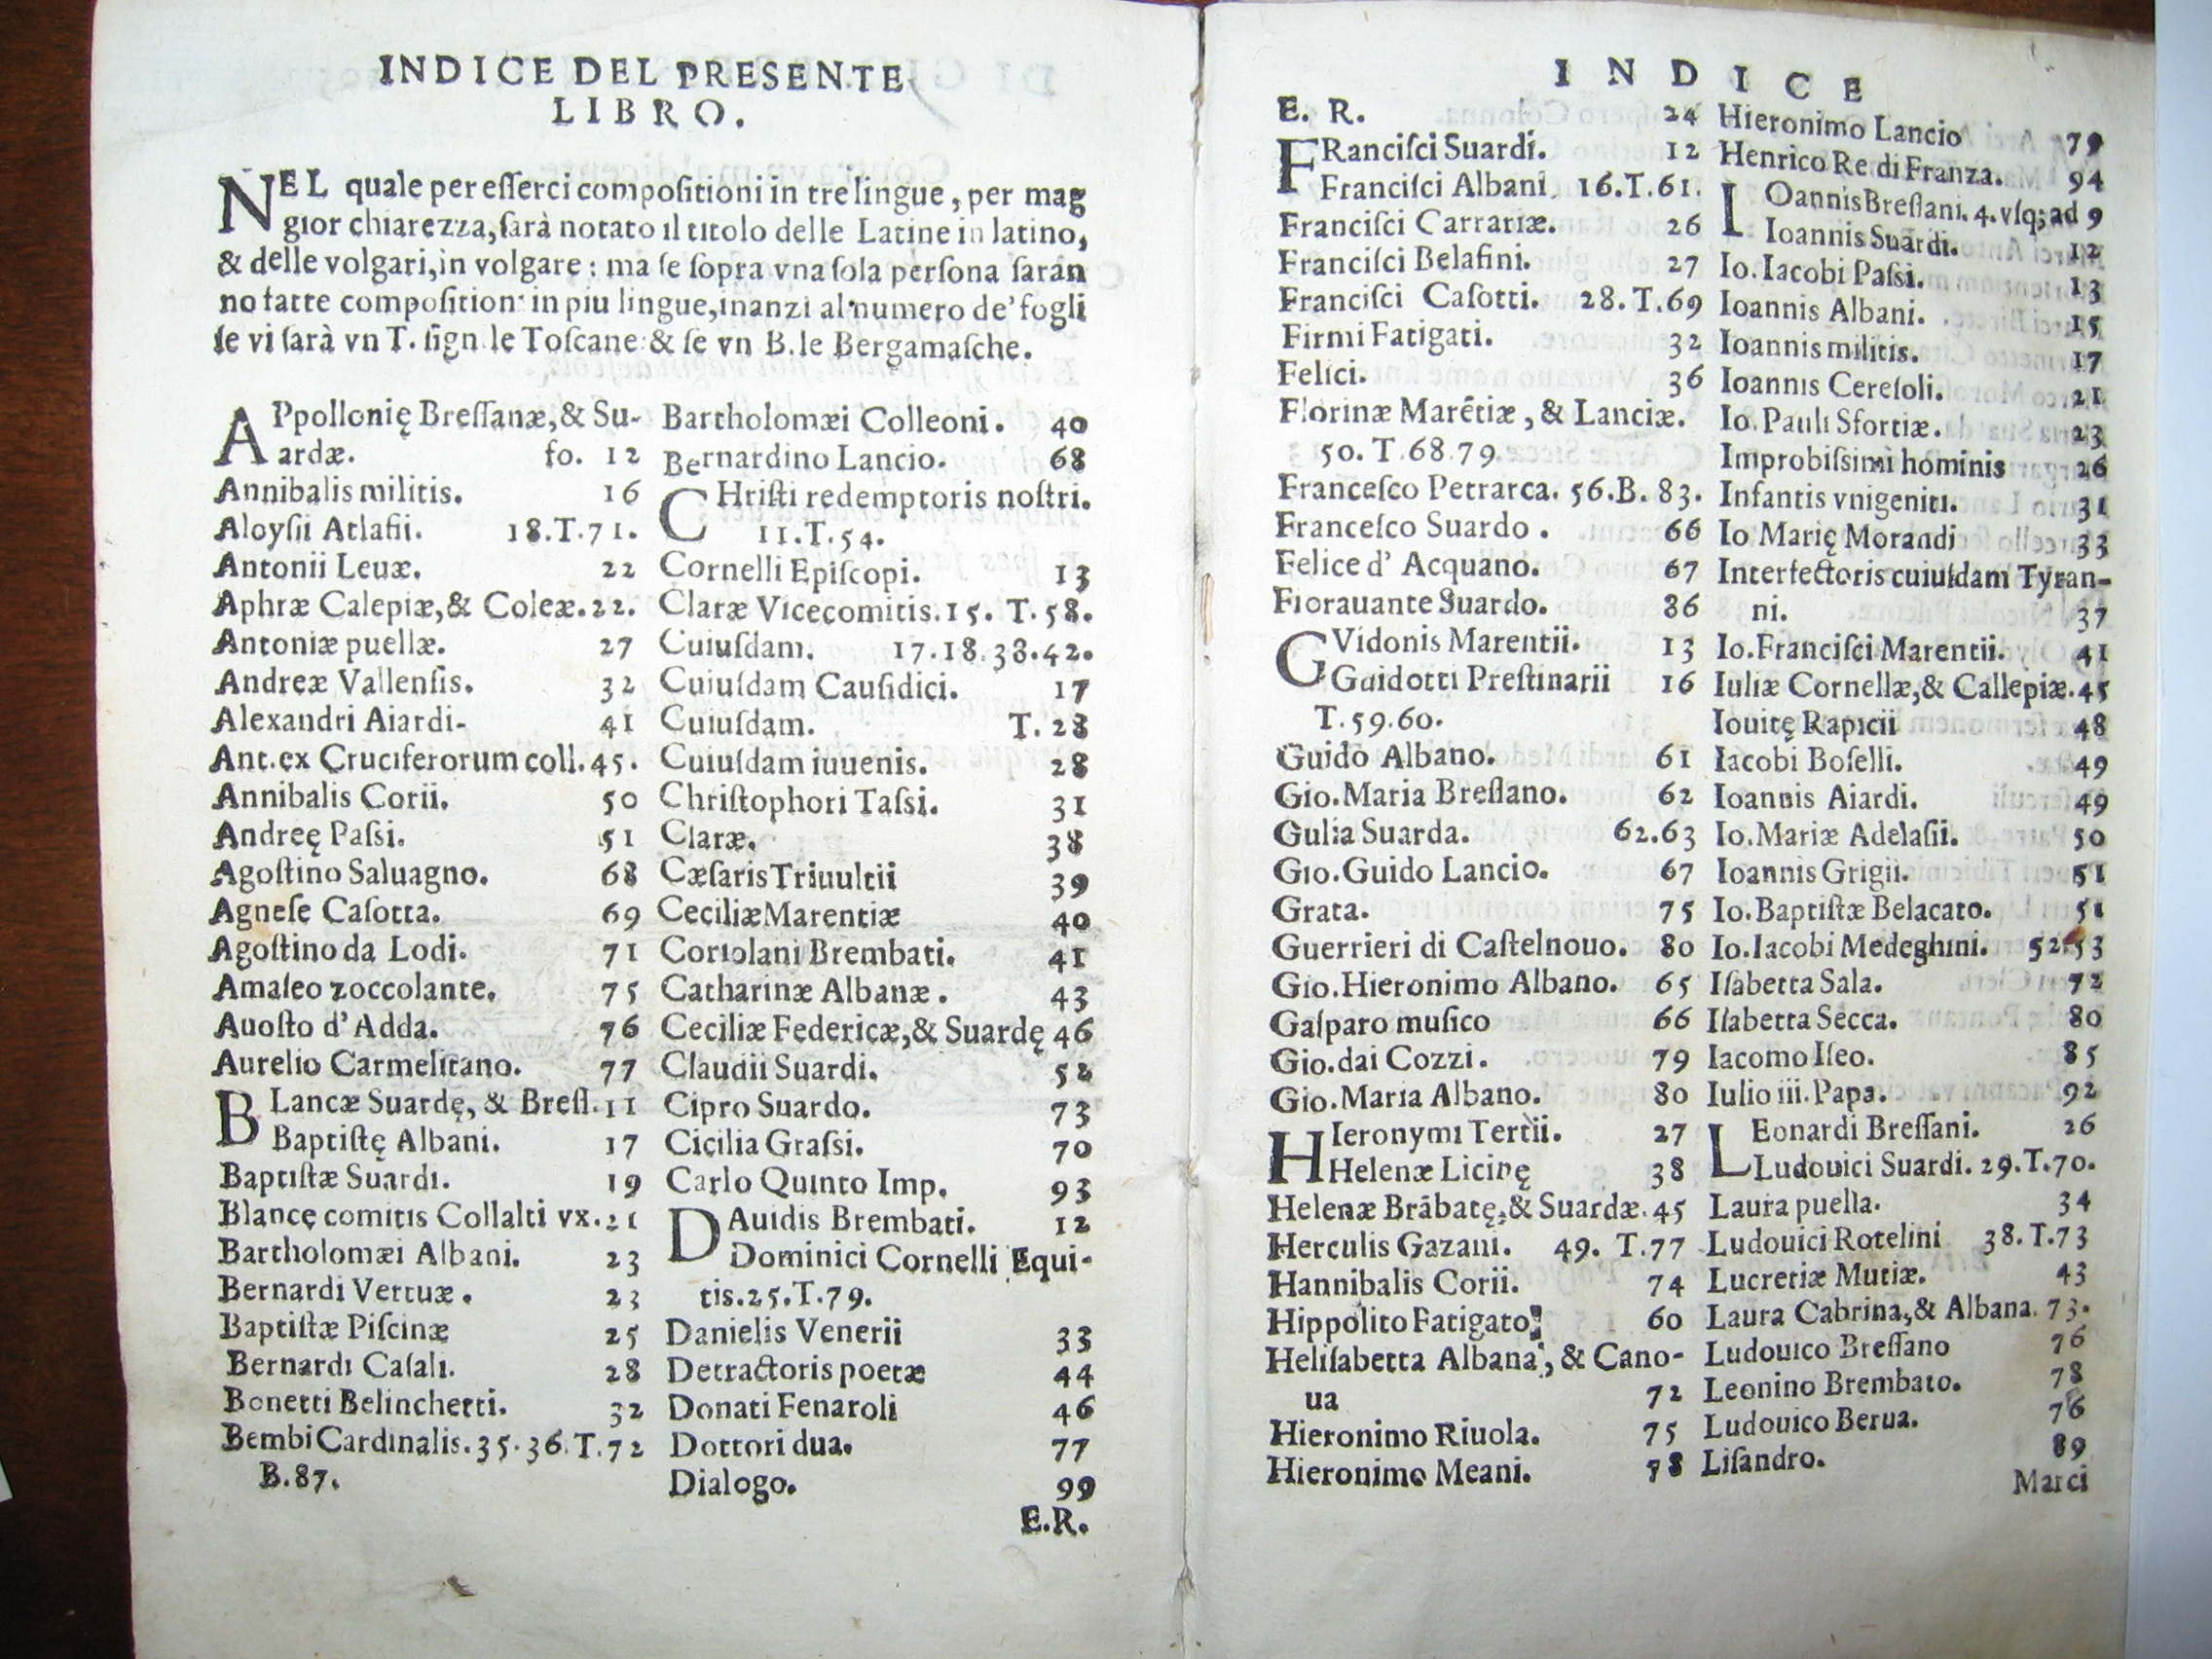 INDICE DEL PRESENTE
LIBRO.
NEL quale per eſſerci compoſitioni in tre lingue, per mag
gior chiarezza, ſarà notato il titolo delle Latine in latino,
& delle volgari, in volgare: ma ſe ſopra vna ſola perſona ſaran
no fatte composition: in piu lingue, inanzi al numero de' fogli
ſe vi ſarà vn T. ſign le Toſcane & ſe vn B. le Bergamaſche.
APpollonię Breſſanæ, & Su-
ardæ. fo. 12
Annibalis militis. 16
Aloyſii Atlaſii. 18.T.71.
Antonii Leuæ. 22
Aphræ Calepiæ, & Coleæ. 22.
Antoniæ puellæ. 27
Andreæ Vallenſis. 32
Alexandri Aiardi- 41
Ant. ex Cruciferorum coll. 45.
Annibalis Corii. 50
Andreę Paſsi. 51
Agoſtino Saluagno. 68
Agneſe Caſotta. 69
Agoſtino da Lodi. 71
Amaleo zoccolante. 75
Auoſto d' Adda. 76
Aurelio Carmelitano. 77
BLancæ Suardę, & Breſſ. 11
Baptiſtę Albani. 17
Baptiſtæ Suardi. 19
Blancę comitis Collalti vx. 21
Bartholomæi Albani. 23
Bernardi Vertuæ. 23
Baptiſtæ Piſcinæ 25
Bernardi Caſali. 28
Bonetti Belinchetti. 32
Bembi Cardinalis. 35. 36. T. 72
B. 87.
Bartholomæi Colleoni. 40
Bernardino Lancio. 68
CHriſti redemptoris noſtri.
11.T.54.
Cornelli Epiſcopi. 13
Claræ Vicecomitis. 15. T. 58.
Cuiuſdam. 17.18.38.42.
Cuiuſdam Cauſidici. 17
Cuiuſdam. T. 28
Cuiuſdam iuuenis. 28
Chriſtophori Taſsi. 31
Claræ. 38
Cæſaris Triuultii 39
Ceciliæ Marentiæ 40
Coriolani Brembati. 41
Catharinæ Albanæ. 43
Ceciliæ Federicæ, & Suardę 46
Claudii Suardi. 52
Cipro Suardo. 73
Cicilia Graſsi. 70
Carlo Quinto Imp. 93
DAuidis Brembati. 12
Dominici Cornelli Equi-
tis. 25. T. 79.
Danielis Venerii 33
Detractoris poetæ 44
Donati Fenaroli 46
Dottori dua. 77
Dialogo. 99
E.R.
INDICE
E. R. 24
FRanciſci Suardi. 12
Franciſci Albani. 16.T.61.
Franciſci Carrariæ. 26
Franciſci Belafini. 27
Franciſci Caſotti. 28. T. 69
Firmi Fatigati. 32
Felici. 36
Florinæ Marētiæ, & Lanciæ.
50. T. 68. 79.
Franceſco Petrarca. 56. B. 83.
Franceſco Suardo. 66
Felice d' Acquano. 67
Fiorauante Suardo. 86
GVidonis Marentii. 13
Guidotti Preſtinarii 16
T. 59. 60.
Guido Albano. 61
Gio. Maria Breſſano. 62
Gulia Suarda. 62.63
Gio. Guido Lancio. 67
Grata. 75
Guerrieri di Caſtelnouo. 80
Gio. Hieronimo Albano. 65
Gaſparo muſico 66
Gio. dai Cozzi. 79
Gio. Maria Albano. 80
HIeronymi Tertii. 27
Helenæ Licinę 38
Helenæ Brābatę, & Suardæ. 45
Herculis Gazani. 49. T. 77
Hannibalis Corii. 74
Hippolito Fatigato. 60
Heliſabetta Albana, & Cano-
ua 72
Hieronimo Riuola. 75
Hieronimo Meani. 78
Hieronimo Lancio 79
Henrico Re di Franza. 94
IOannis Breſſani. 4. vſq; ad 9
Ioannis Suardi. 12
Io. Iacobi Paſsi. 13
Ioannis Albani. 15
Ioannis militis. 17
Ioannis Cereſoli. 21
Io. Pauli Sfortiæ. 23
Improbiſsimi hominis 26
Infantis vnigeniti. 31
Io Marię Morandi 33
Interfectoris cuiuſdam Tyran-
ni. 37
Io. Franciſci Marentii. 41
Iuliæ Cornellæ, & Callepiæ. 45
Iouitę Rapicii 48
Iacobi Boſelli. 49
Ioannis Aiardi. 49
Io. Mariæ Adelaſii. 50
Ioannis Grigii. 51
Io. Baptiſtæ Belacato. 51
Io. Iacobi Medeghini. 52.53
Iſabetta Sala. 72
Iſabetta Secca. 80
Iacomo Iſeo. 85
Iulio iii. Papa. 92
LEonardi Breſſani. 26
Ludouici Suardi. 29. T. 70.
Laura puella. 34
Ludouici Rotelini 38. T. 73
Lucretiæ Mutiæ. 43
Laura Cabrina, & Albana. 73.
Ludouico Breſſano 76
Leonino Brembato. 78
Ludouico Berua. 76
Liſandro. 89
Marci